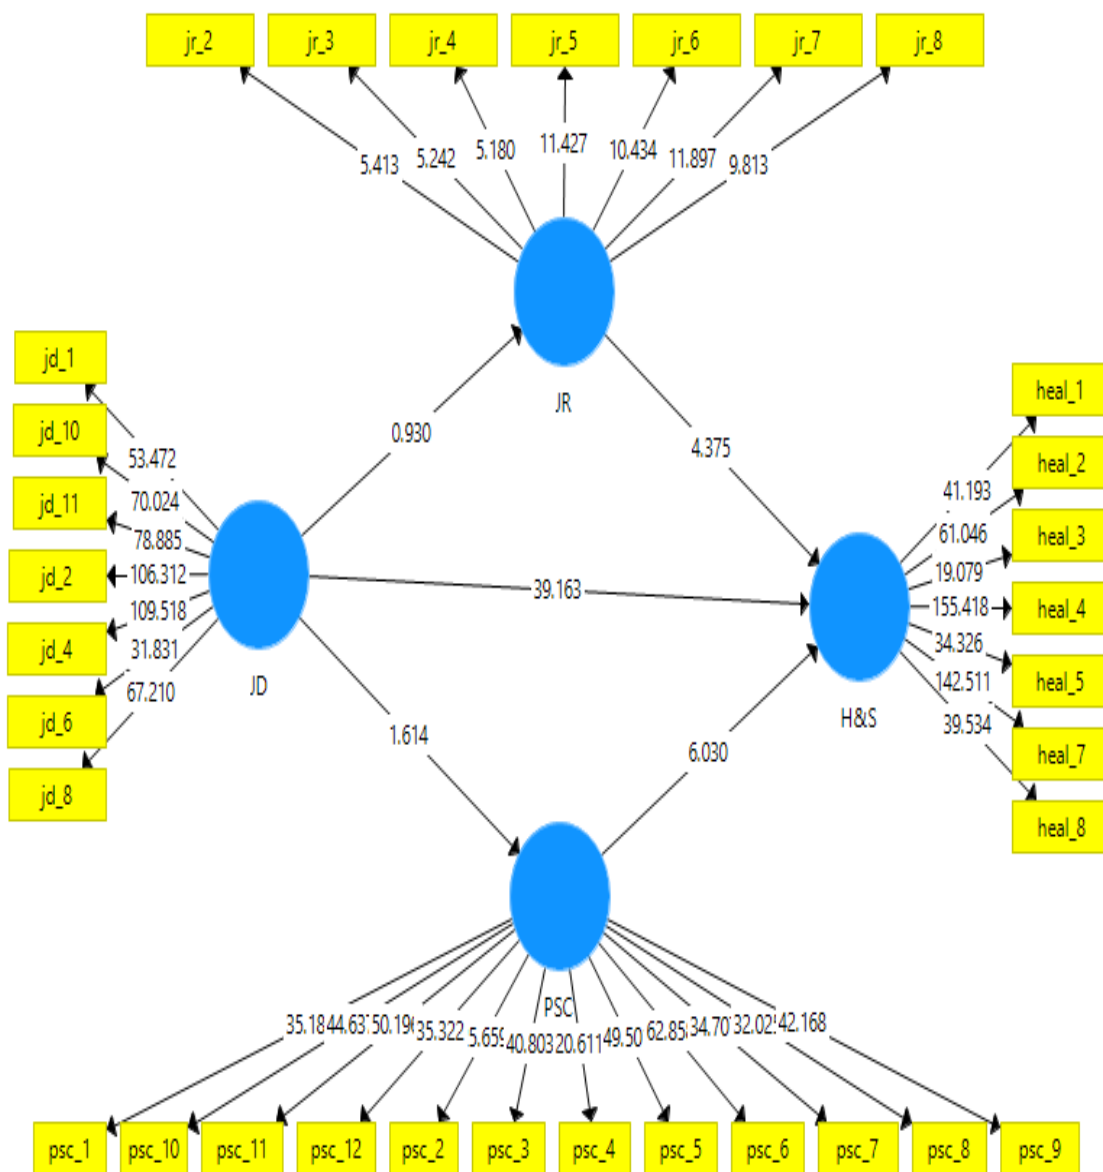 jr_2 jr_3 jr_4 jr_5 jr_6 jr_7 jr_8
5.413 5.242 5.180 11.427 10.434 11.897 9.813
JR
jd_1
jd_10
jd_11
jd_2
jd_4
jd_6
jd_8
53.472
70.024
78.885
106.312
109.518
31.831
67.210
JD
0.930
4.375
39.163
1.614
6.030
H&S
41.193
61.046
19.079
155.418
34.326
142.511
39.534
heal_1
heal_2
heal_3
heal_4
heal_5
heal_7
heal_8
PSC
35.322 40.803 20.611 42.168
psc_1 psc_10 psc_11 psc_12 psc_2 psc_3 psc_4 psc_5 psc_6 psc_7 psc_8 psc_9